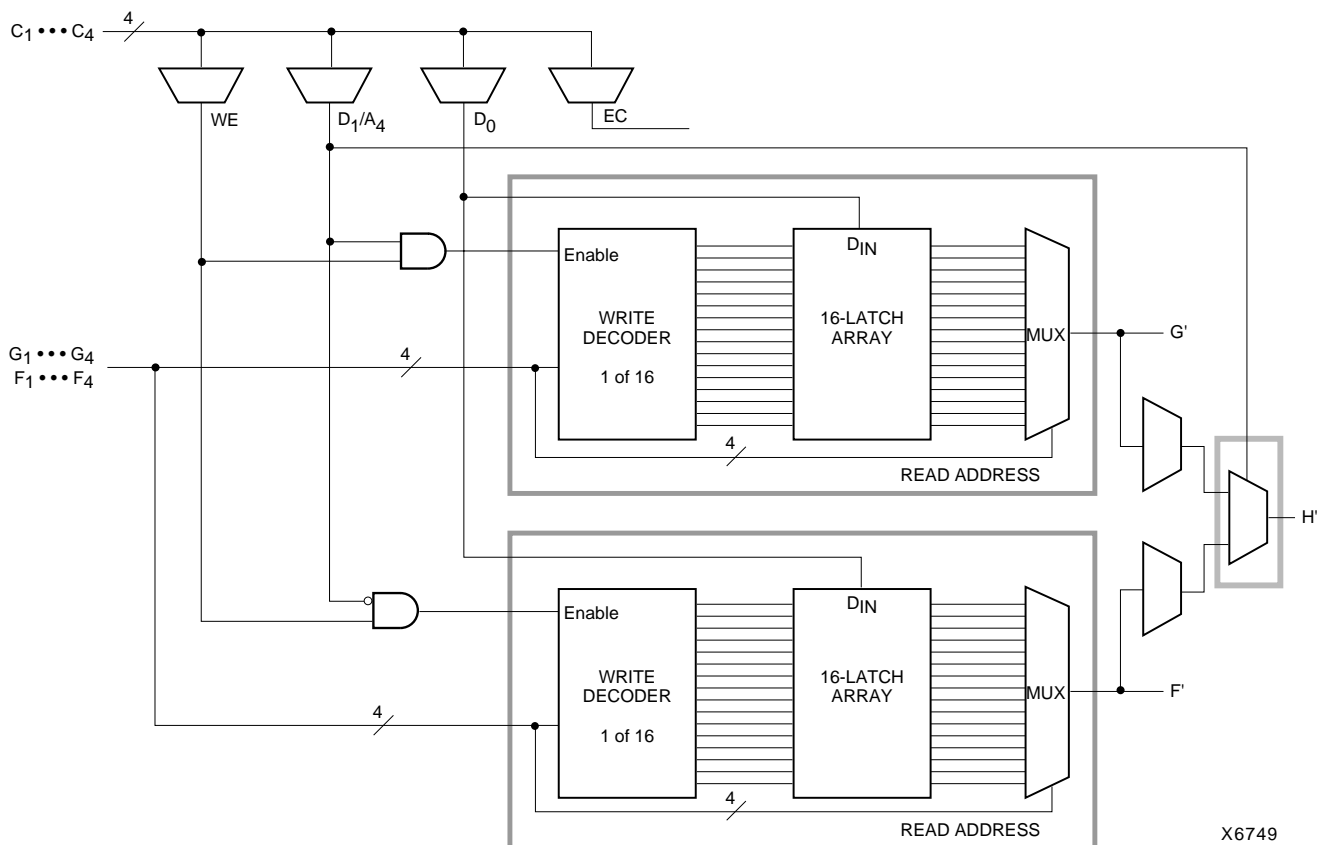 C1 ••• C4
4
WE
D1/A4
D0
EC
Enable
DIN
WRITE
DECODER
1 of 16
16-LATCH
ARRAY
MUX
G'
G1 ••• G4
F1 ••• F4
4
4
READ ADDRESS
H'
Enable
DIN
WRITE
DECODER
1 of 16
16-LATCH
ARRAY
MUX
F'
4
4
READ ADDRESS
X6749